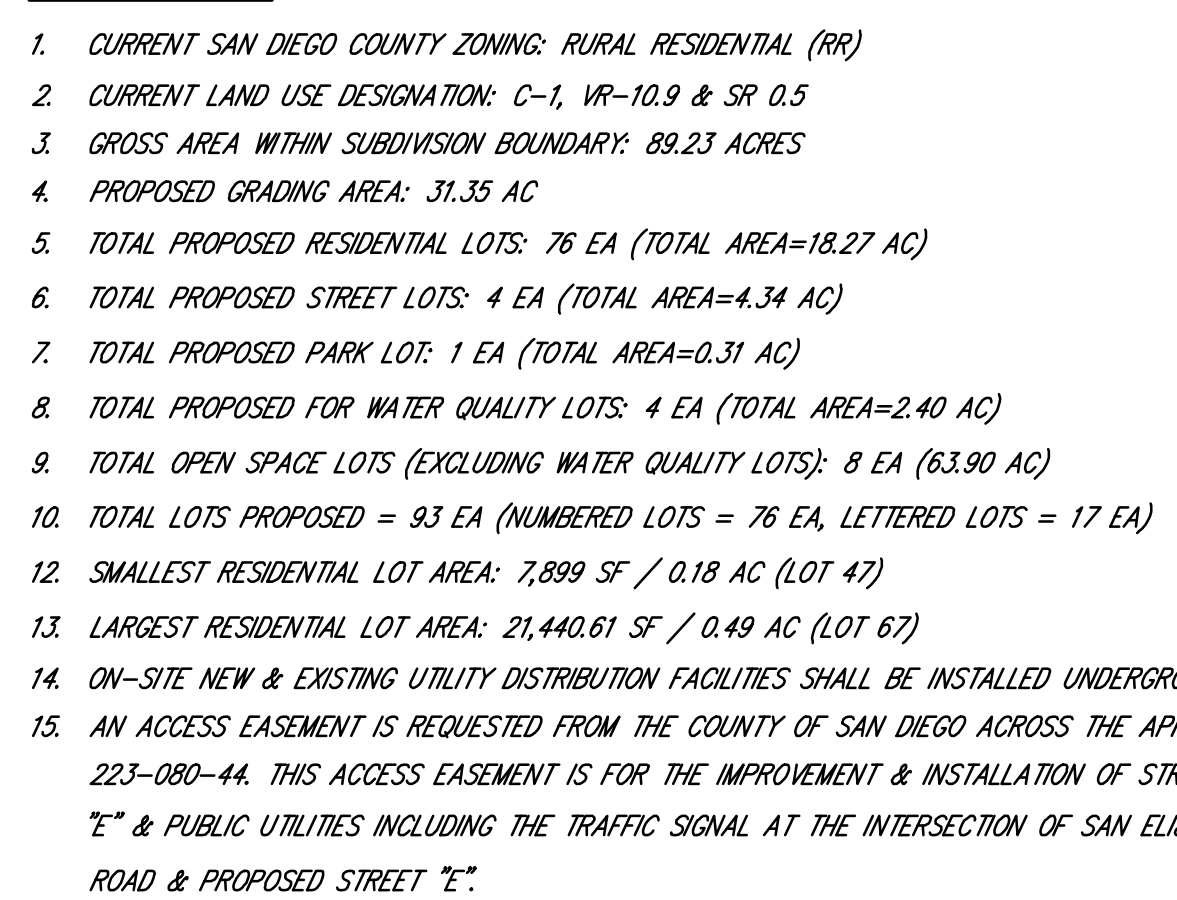 1. CURRENT SAN DIEGO COUNTY ZONING: RURAL RESIDENTIAL (RR)
2. CURRENT LAND USE DESIGNATION: C-1, VR-10.9 & SR 0.5
3. GROSS AREA WITHIN SUBDIVISION BOUNDARY: 89.23 ACRES
4. PROPOSED GRADING AREA: 31.35 AC
5. TOTAL PROPOSED RESIDENTIAL LOTS: 76 EA (TOTAL AREA=18.27 AC)
6. TOTAL PROPOSED STREET LOTS: 4 EA (TOTAL AREA=4.34 AC)
7. TOTAL PROPOSED PARK LOT: 1 EA (TOTAL AREA=0.31 AC)
8. TOTAL PROPOSED FOR WATER QUALITY LOTS: 4 EA (TOTAL AREA=2.40 AC)
9. TOTAL OPEN SPACE LOTS (EXCLUDING WATER QUALITY LOTS): 8 EA (63.90 AC)
10. TOTAL LOTS PROPOSED = 93 EA (NUMBERED LOTS = 76 EA, LETTERED LOTS = 17 EA)
12. SMALLEST RESIDENTIAL LOT AREA: 7,899 SF / 0.18 AC (LOT 47)
13. LARGEST RESIDENTIAL LOT AREA: 21,440.61 SF / 0.49 AC (LOT 67)
14. ON-SITE NEW & EXISTING UTILITY DISTRIBUTION FACILITIES SHALL BE INSTALLED
15. AN ACCESS EASEMENT IS REQUESTED FROM THE COUNTY OF SAN DIEGO ACROSS THE
223-080-44. THIS ACCESS EASEMENT IS FOR THE IMPROVEMENT & INSTALLATION OF
"E" & PUBLIC UTILITIES INCLUDING THE TRAFFIC SIGNAL AT THE INTERSECTION OF SAN
ROAD & PROPOSED STREET "E".